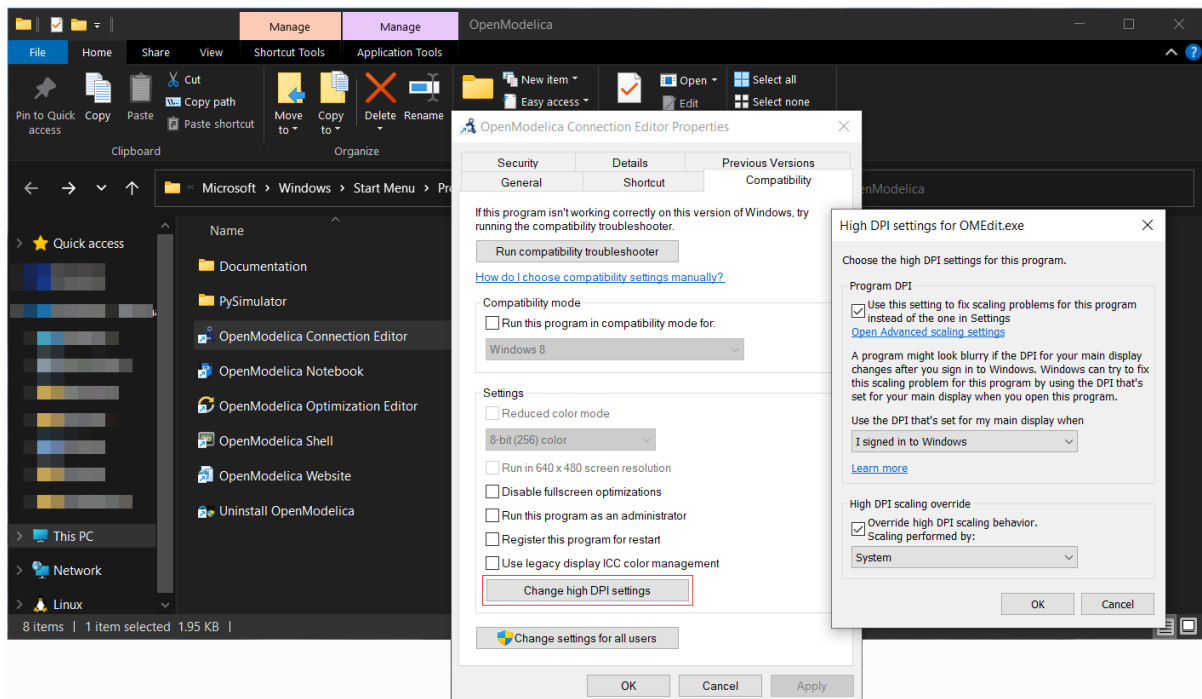 Manage
Manage
OpenModelica
File
Home
Share
View
Shortcut Tools
Application Tools
Pin to Quick
access
Copy
Paste
Cut
Copy path
Paste shortcut
Clipboard
Move
to
Copy
to
Delete
Rename
Organize
New item
Easy access
Open
Edit
Select all
Select none
Microsoft
Windows
Start Menu
OpenModelica Connection Editor Properties
Security
Details
Previous Versions
General
Shortcut
Compatibility
If this program isn't working correctly on this version of Windows, try
running the compatibility troubleshooter.
Run compatibility troubleshooter
How do I choose compatibility settings manually?
Compatibility mode
Run this program in compatibility mode for:
Windows 8
Settings
Reduced color mode
8-bit (256) color
Run in 640 x 480 screen resolution
Disable fullscreen optimizations
Run this program as an administrator
Register this program for restart
Use legacy display ICC color management
Change high DPI settings
Change settings for all users
OK
Cancel
Apply
High DPI settings for OMEdit.exe
Choose the high DPI settings for this program.
Program DPI
Use this setting to fix scaling problems for this program
instead of the one in Settings
Open Advanced scaling settings
A program might look blurry if the DPI for your main display
changes after you sign in to Windows. Windows can try to fix
this scaling problem for this program by using the DPI that's
set for your main display when you open this program.
Use the DPI that's set for my main display when
I signed in to Windows
Learn more
High DPI scaling override
Override high DPI scaling behavior.
Scaling performed by:
System
OK
Cancel
Quick access
This PC
Network
Linux
Name
Documentation
PySimulator
OpenModelica Connection Editor
OpenModelica Notebook
OpenModelica Optimization Editor
OpenModelica Shell
OpenModelica Website
Uninstall OpenModelica
8 items
1 item selected 1.95 KB